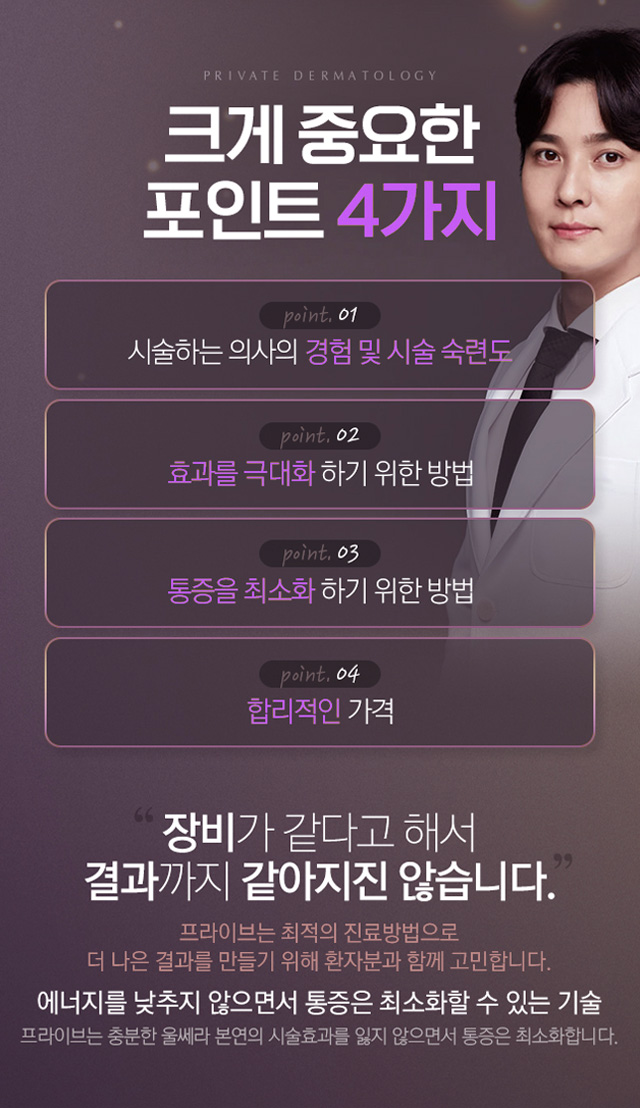 PRIVATE DERMATOLOGY
크게 중요한
포인트 4가지
point. 01
시술하는 의사의 경험 및 시술 숙련도
point. 02
효과를 극대화 하기 위한 방법
point. 03
통증을 최소화 하기 위한 방법
point. 04
합리적인 가격
“ 장비가 같다고 해서
결과까지 같아지진 않습니다. ”
프라이브는 최적의 진료방법으로
더 나은 결과를 만들기 위해 환자분과 함께 고민합니다.
에너지를 낮추지 않으면서 통증은 최소화할 수 있는 기술
프라이브는 충분한 울쎄라 본연의 시술효과를 잃지 않으면서 통증은 최소화합니다.